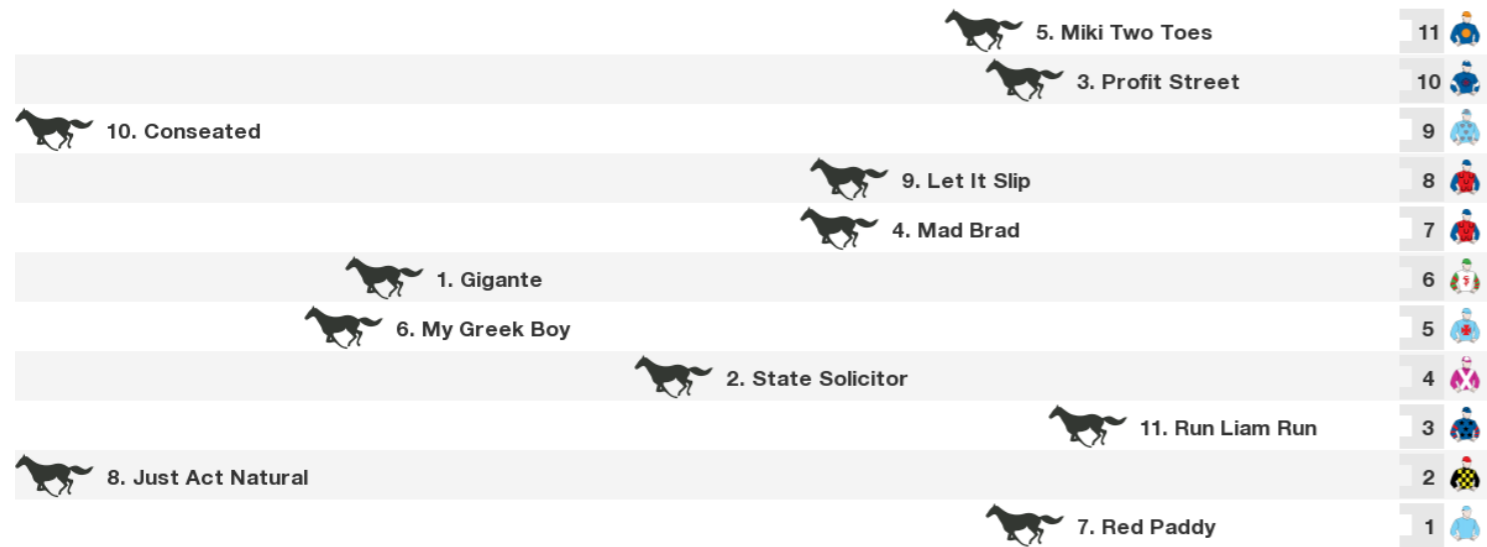 5. Miki Two Toes 11
3. Profit Street 10
10. Conseated 9
9. Let It Slip 8
4. Mad Brad 7
1. Gigante 6
6. My Greek Boy 5
2. State Solicitor 4
11. Run Liam Run 3
8. Just Act Natural 2
7. Red Paddy 1